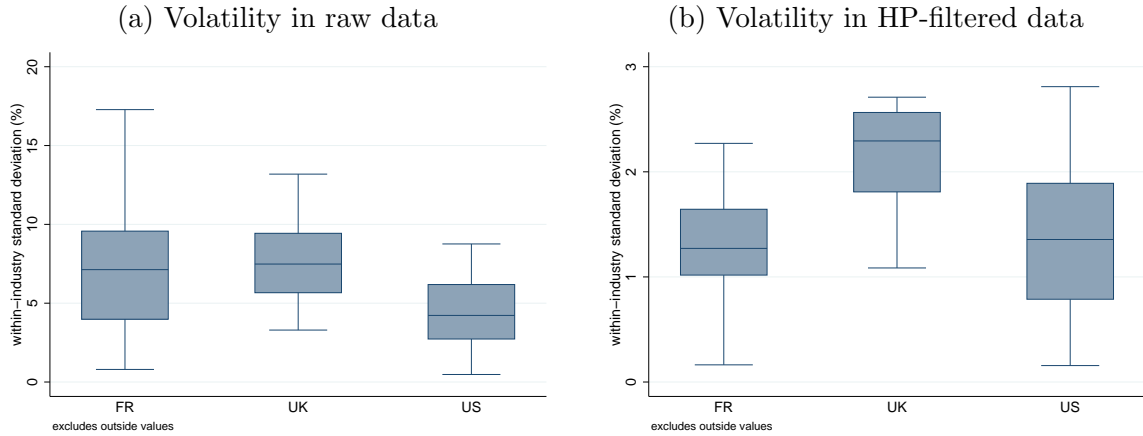 (a) Volatility in raw data
within−industry standard deviation (%)
20
15
10
5
0
FR UK US
excludes outside values
(b) Volatility in HP-filtered data
within−industry standard deviation (%)
3
2
1
0
FR UK US
excludes outside values